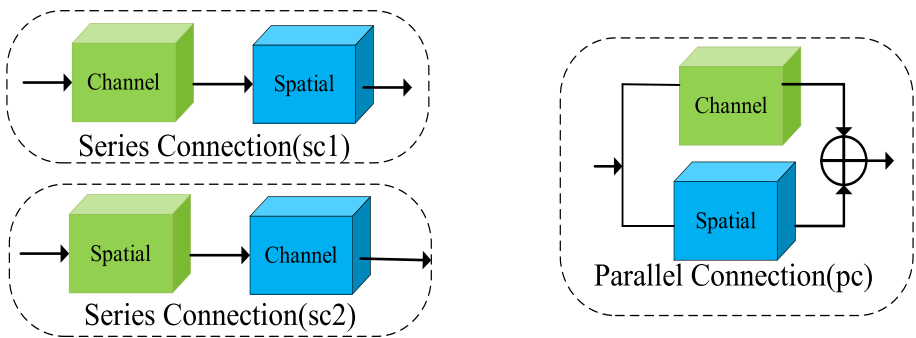 Channel
Spatial
Series Connection(sc1)
Spatial
Channel
Series Connection(sc2)
Channel
Spatial
Parallel Connection(pc)